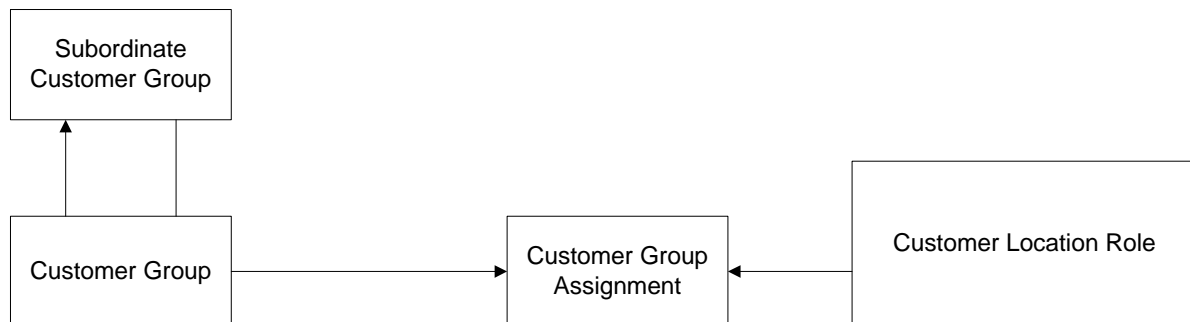 Subordinate
Customer Group
Customer Group
Customer Group
Assignment
Customer Location Role